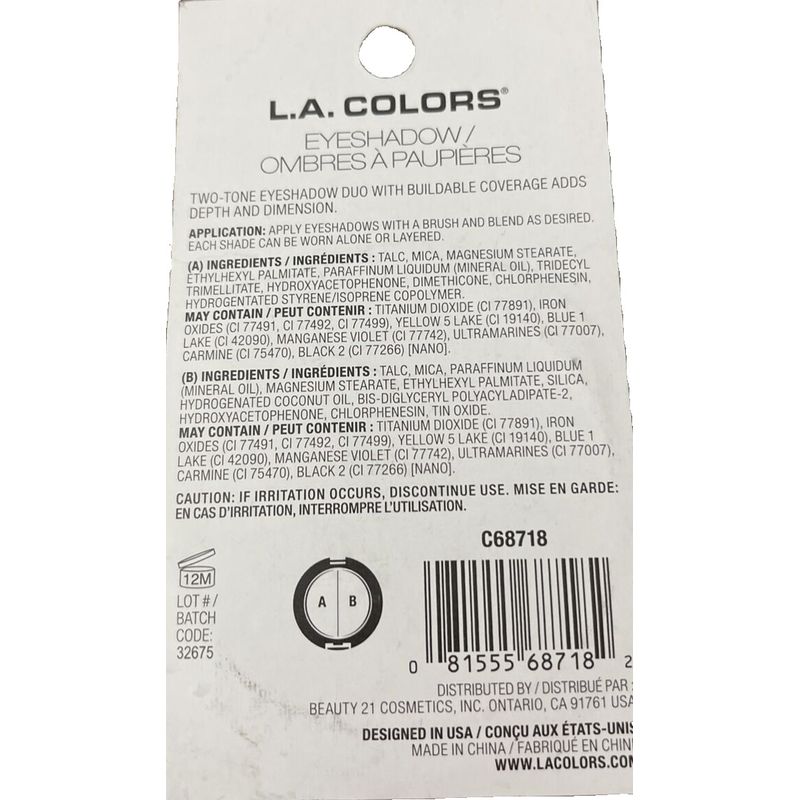 L.A. COLORS®
EYESHADOW /
OMBRES À PAUPIÈRES
TWO-TONE EYESHADOW DUO WITH BUILDABLE COVERAGE ADDS
DEPTH AND DIMENSION.
APPLICATION: APPLY EYESHADOWS WITH A BRUSH AND BLEND AS DESIRED.
EACH SHADE CAN BE WORN ALONE OR LAYERED.
(A) INGREDIENTS / INGRÉDIENTS : TALC, MICA, MAGNESIUM STEARATE,
ETHYLHEXYL PALMITATE, PARAFFINUM LIQUIDUM (MINERAL OIL), TRIDECYL
TRIMELLITATE, HYDROXYACETOPHENONE, DIMETHICONE, CHLORPHENESIN,
HYDROGENTATED STYRENE/ISOPRENE COPOLYMER.
MAY CONTAIN / PEUT CONTENIR : TITANIUM DIOXIDE (CI 77891), IRON
OXIDES (CI 77491, CI 77492, CI 77499), YELLOW 5 LAKE (CI 19140), BLUE 1
LAKE (CI 42090), MANGANESE VIOLET (CI 77742), ULTRAMARINES (CI 77007),
CARMINE (CI 75470), BLACK 2 (CI 77266) [NANO].
(B) INGREDIENTS / INGRÉDIENTS : TALC, MICA, PARAFFINUM LIQUIDUM
(MINERAL OIL), MAGNESIUM STEARATE, ETHYLHEXYL PALMITATE, SILICA,
HYDROGENATED COCONUT OIL, BIS-DIGLYCERYL POLYACYLADIPATE-2,
HYDROXYACETOPHENONE, CHLORPHENESIN, TIN OXIDE.
MAY CONTAIN / PEUT CONTENIR : TITANIUM DIOXIDE (CI 77891), IRON
OXIDES (CI 77491, CI 77492, CI 77499), YELLOW 5 LAKE (CI 19140), BLUE 1
LAKE (CI 42090), MANGANESE VIOLET (CI 77742), ULTRAMARINES (CI 77007),
CARMINE (CI 75470), BLACK 2 (CI 77266) [NANO].
CAUTION: IF IRRITATION OCCURS, DISCONTINUE USE. MISE EN GARDE:
EN CAS D'IRRITATION, INTERROMPRE L'UTILISATION.
12M
LOT # /
BATCH
CODE:
32675
A B
C68718
0 81555 68718 2
DISTRIBUTED BY / DISTRIBUÉ PAR :
BEAUTY 21 COSMETICS, INC. ONTARIO, CA 91761 USA
DESIGNED IN USA / CONÇU AUX ÉTATS-UNIS
MADE IN CHINA / FABRIQUÉ EN CHINE
WWW.LACOLORS.COM